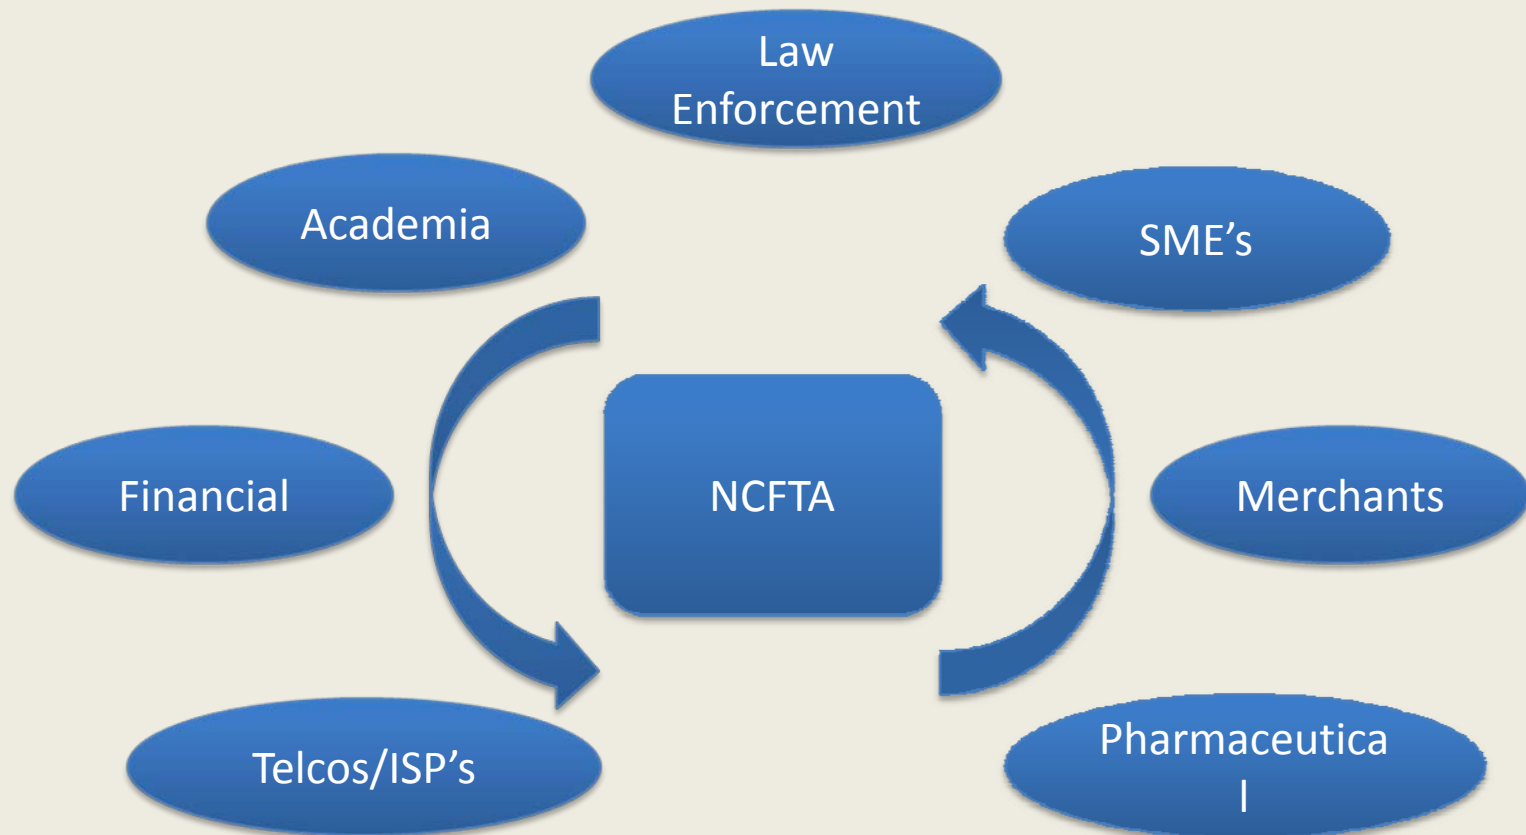 Law
Enforcement
Academia
SME's
Financial
NCFTA
Merchants
Telcos/ISP's
Pharmaceutica
l